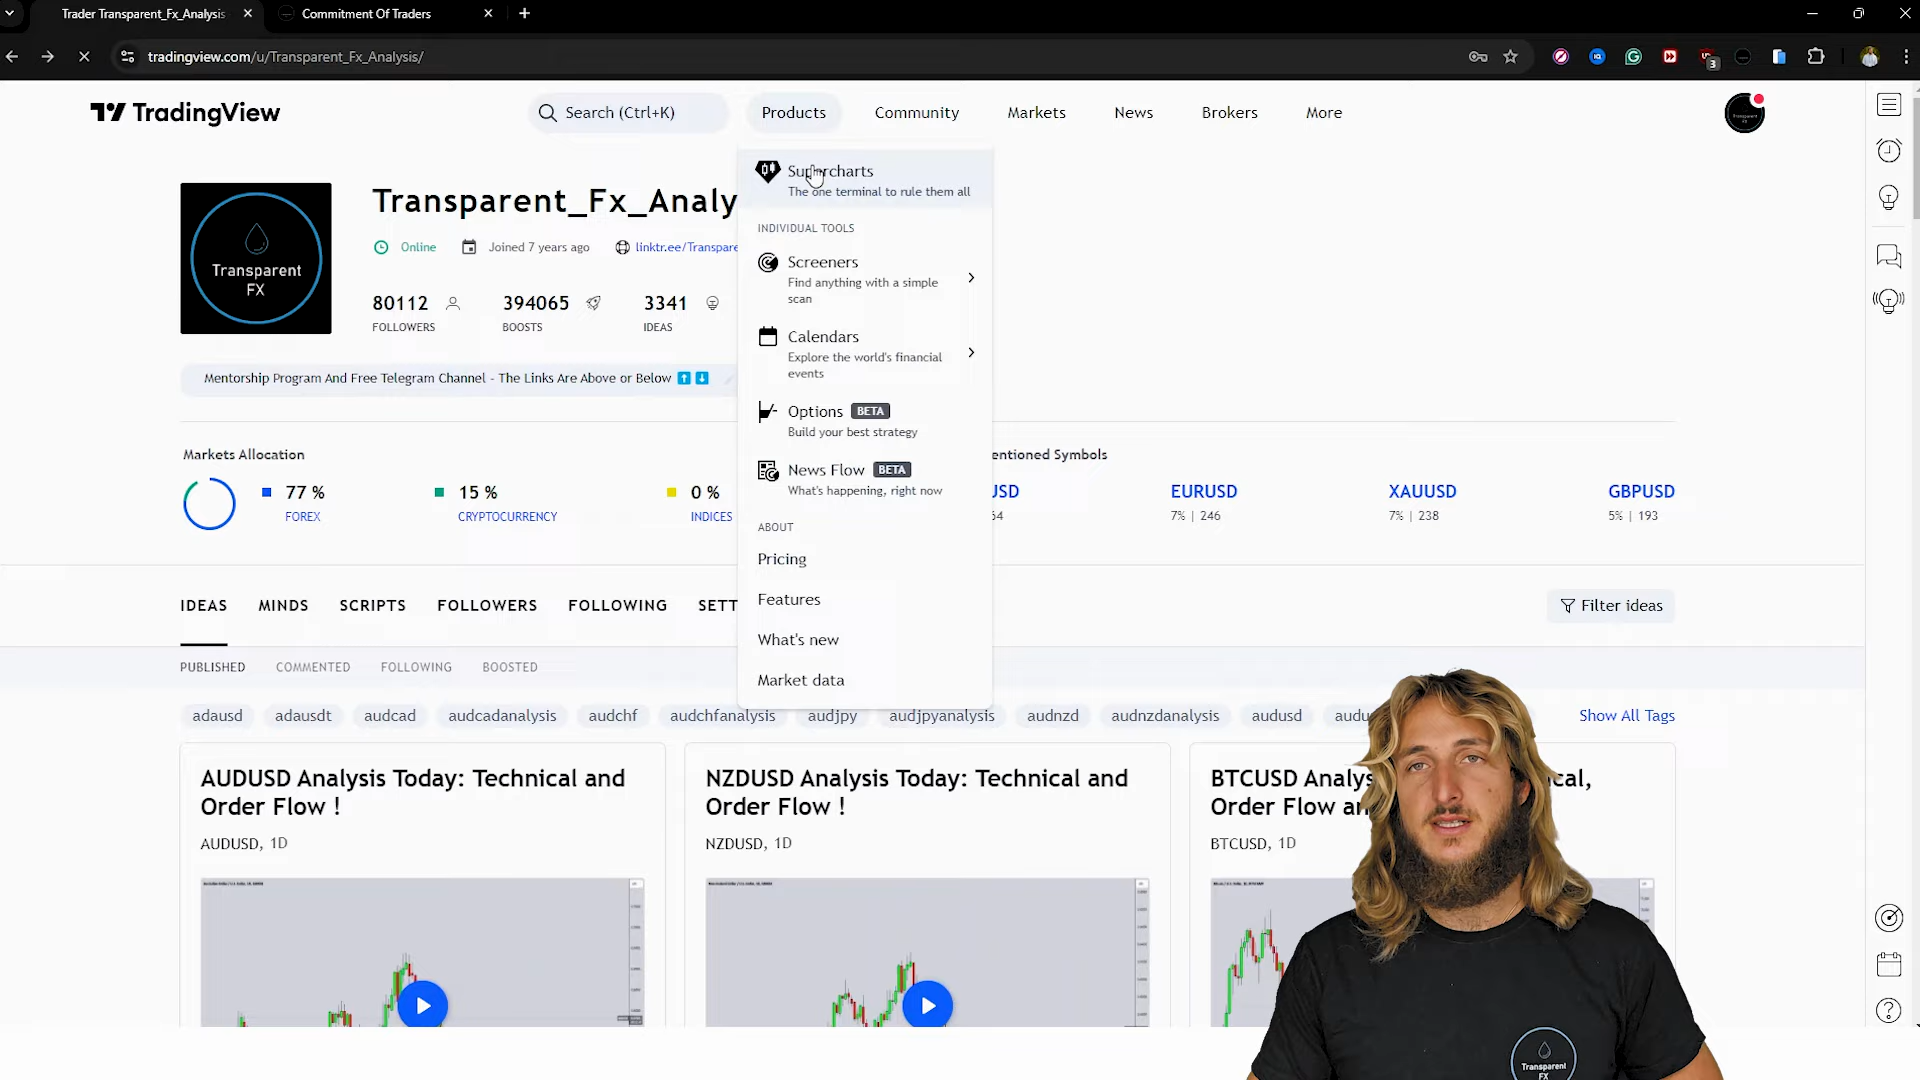 Trader Transparent_Fx_Analysis
Commitment Of Traders
tradingview.com/u/Transparent_Fx_Analysis/
3
TradingView
Search (Ctrl+K)
Products
Community
Markets
News
Brokers
More
Supercharts
The one terminal to rule them all
INDIVIDUAL TOOLS
Screeners
Find anything with a simple
scan
Calendars
Explore the world's financial
events
Options BETA
Build your best strategy
News Flow BETA
What's happening, right now
ABOUT
Pricing
Features
What's new
Market data
Transparent
FX
Transparent_Fx_Analy
Online
Joined 7 years ago
linktr.ee/Transpare
80112
FOLLOWERS
394065
BOOSTS
3341
IDEAS
Mentorship Program And Free Telegram Channel - The Links Are Above or Below
Markets Allocation
77 %
FOREX
15 %
CRYPTOCURRENCY
0 %
INDICES
entioned Symbols
JSD
64
EURUSD
7% | 246
XAUUSD
7% | 238
GBPUSD
5% | 193
IDEAS
MINDS
SCRIPTS
FOLLOWERS
FOLLOWING
SETT
Filter ideas
PUBLISHED
COMMENTED
FOLLOWING
BOOSTED
adausd
adausdt
audcad
audcadanalysis
audchf
audchfanalysis
audjpy
audjpyanalysis
audnzd
audnzdanalysis
audusd
audu
Show All Tags
AUDUSD Analysis Today: Technical and
Order Flow !
AUDUSD, 1D
NZDUSD Analysis Today: Technical and
Order Flow !
NZDUSD, 1D
BTCUSD Analys ical,
Order Flow an
BTCUSD, 1D
Transparent
FX